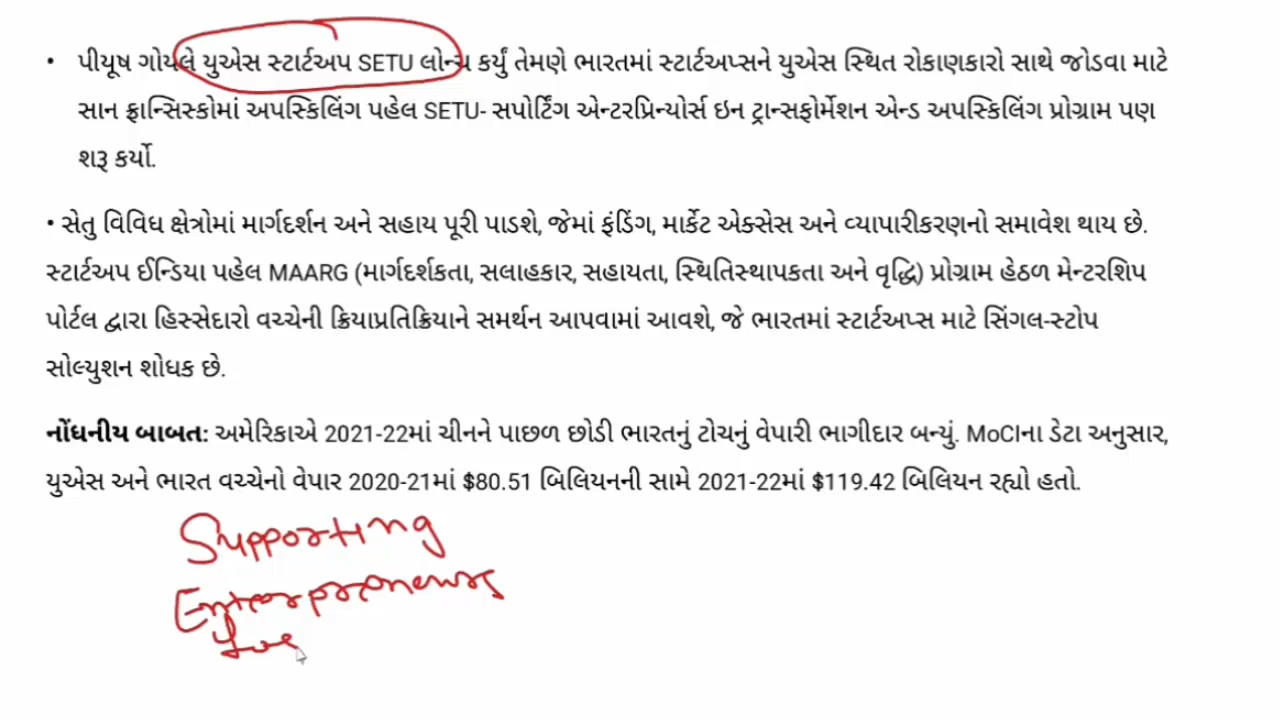 • પીયૂષ ગોયલે યુએસ સ્ટાર્ટઅપ SETU લોન્ચ કર્યું તેમણે ભારતમાં સ્ટાર્ટઅપ્સને યુએસ સ્થિત રોકાણકારો સાથે જોડવા માટે
સાન ફ્રાન્સિસ્કોમાં અપસ્કિલિંગ પહેલ SETU- સપોર્ટિંગ એન્ટરપ્રિન્યોર્સ ઇન ટ્રાન્સફોર્મેશન એન્ડ અપસ્કિલિંગ પ્રોગ્રામ પણ
શરૂ કર્યો.
• સેતુ વિવિધ ક્ષેત્રોમાં માર્ગદર્શન અને સહાય પૂરી પાડશે, જેમાં ફંડિંગ, માર્કેટ એક્સેસ અને વ્યાપારીકરણનો સમાવેશ થાય છે.
સ્ટાર્ટઅપ ઈન્ડિયા પહેલ MAARG (માર્ગદર્શકતા, સલાહકાર, સહાયતા, સ્થિતિસ્થાપકતા અને વૃદ્ધિ) પ્રોગ્રામ હેઠળ મેન્ટરશિપ
પોર્ટલ દ્વારા હિસ્સેદારો વચ્ચેની ક્રિયાપ્રતિક્રિયાને સમર્થન આપવામાં આવશે, જે ભારતમાં સ્ટાર્ટઅપ્સ માટે સિંગલ-સ્ટોપ
સોલ્યુશન શોધક છે.
નોંધનીય બાબત: અમેરિકાએ 2021-22માં ચીનને પાછળ છોડી ભારતનું ટોચનું વેપારી ભાગીદાર બન્યું. MoCIના ડેટા અનુસાર,
યુએસ અને ભારત વચ્ચેનો વેપાર 2020-21માં $80.51 બિલિયનની સામે 2021-22માં $119.42 બિલિયન રહ્યો હતો.
Supporting